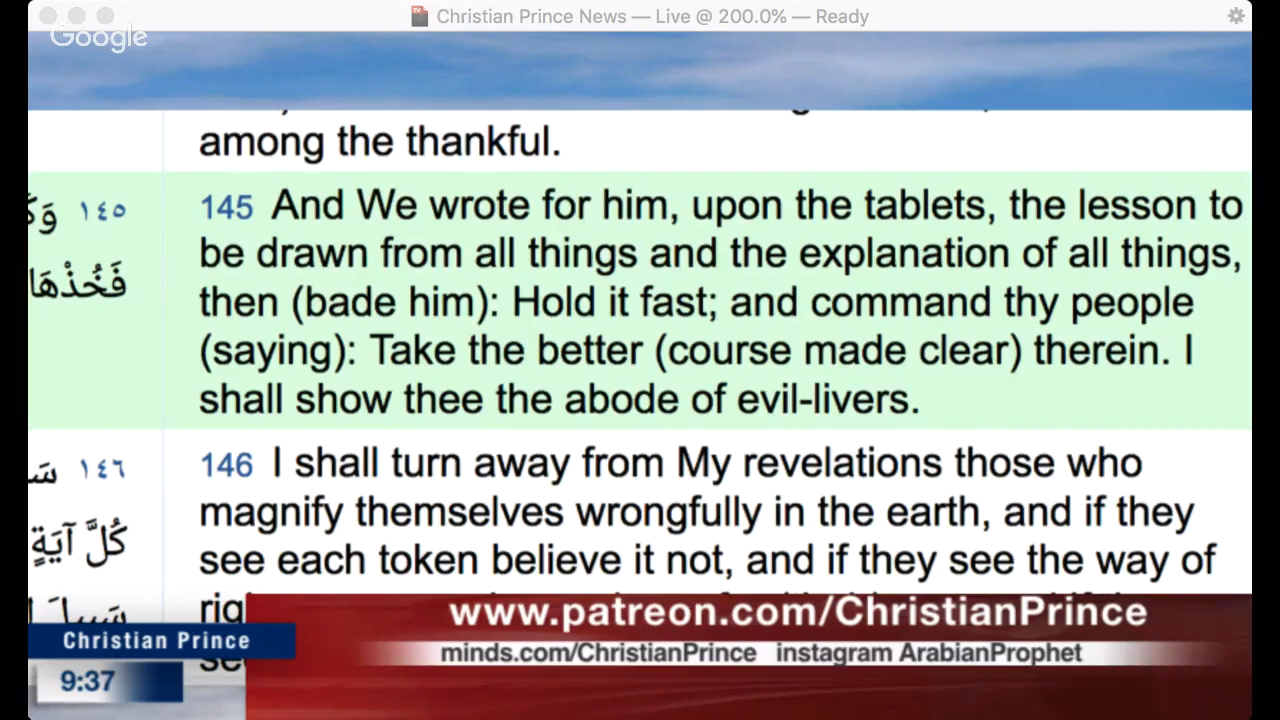 Christian Prince News — Live @ 200.0% — Ready
Google
among the thankful.
١٤٥
فَخُذْهَا
145 And We wrote for him, upon the tablets, the lesson to
be drawn from all things and the explanation of all things,
then (bade him): Hold it fast; and command thy people
(saying): Take the better (course made clear) therein. I
shall show thee the abode of evil-livers.
١٤٦
كُلَّ آيَةٍ
146 I shall turn away from My revelations those who
magnify themselves wrongfully in the earth, and if they
see each token believe it not, and if they see the way of
www.patreon.com/ChristianPrince
Christian Prince
minds.com/ChristianPrince instagram ArabianProphet
9:37